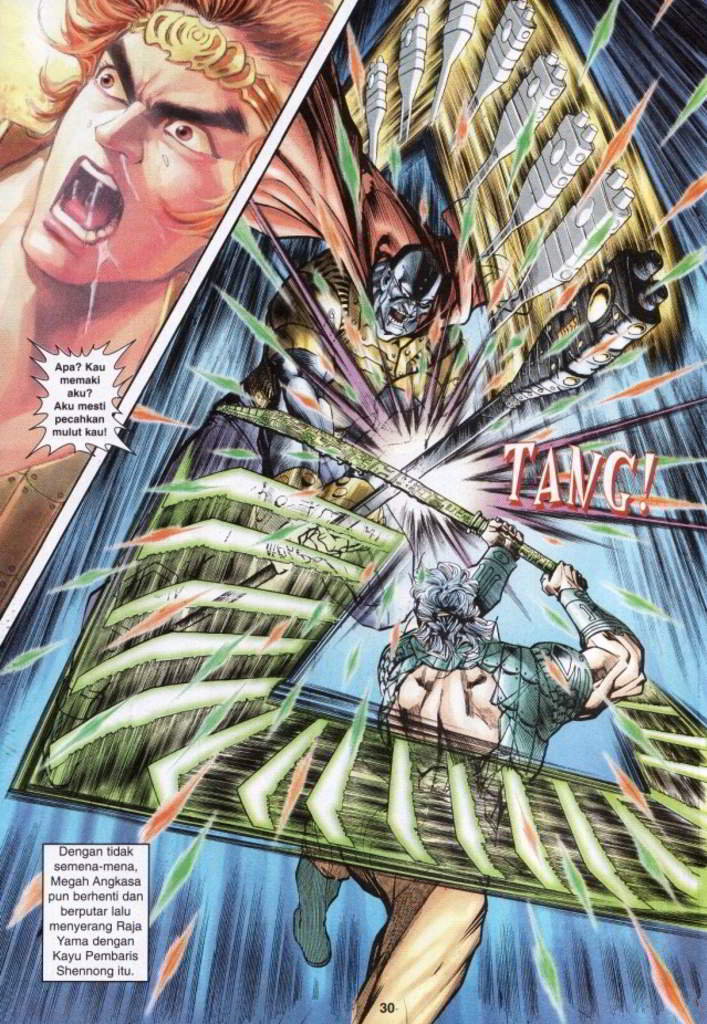 Apa? Kau
memaki
aku?
Aku mesti
pecahkan
mulut kau!
TANG!
Dengan tidak
semena-mena,
Megah Angkasa
pun berhenti dan
berputar lalu
menyerang Raja
Yama dengan
Kayu Pembaris
Shennong itu.
30